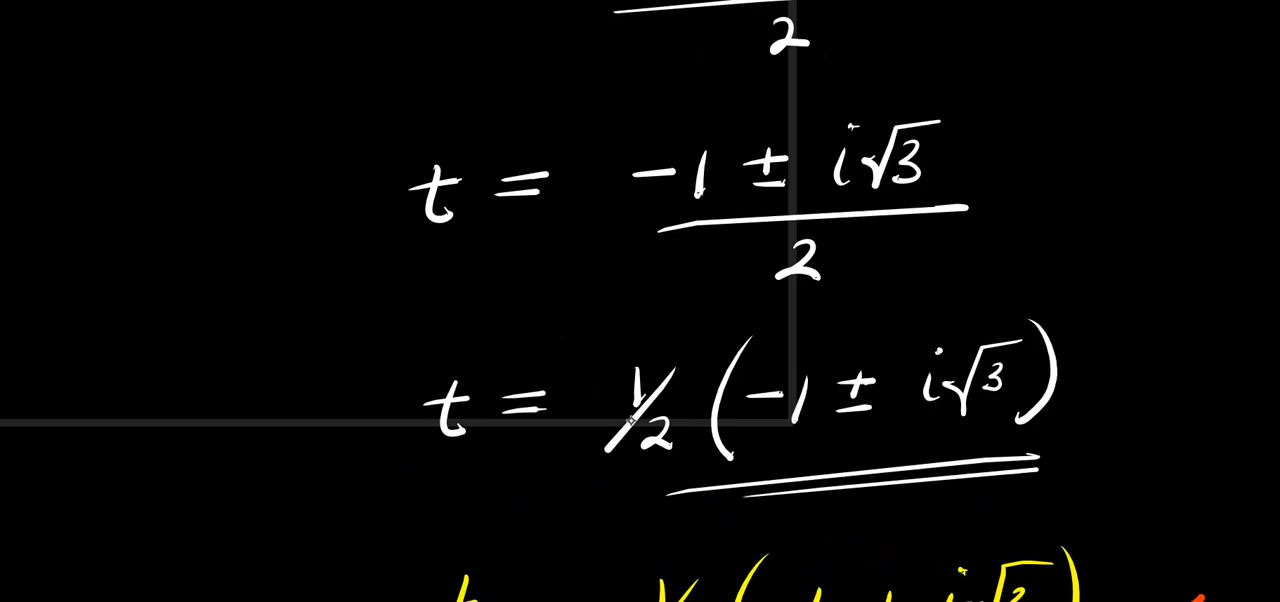 2
t = -1 ± i√3
2
t = 1/2 (-1 ± i√3)